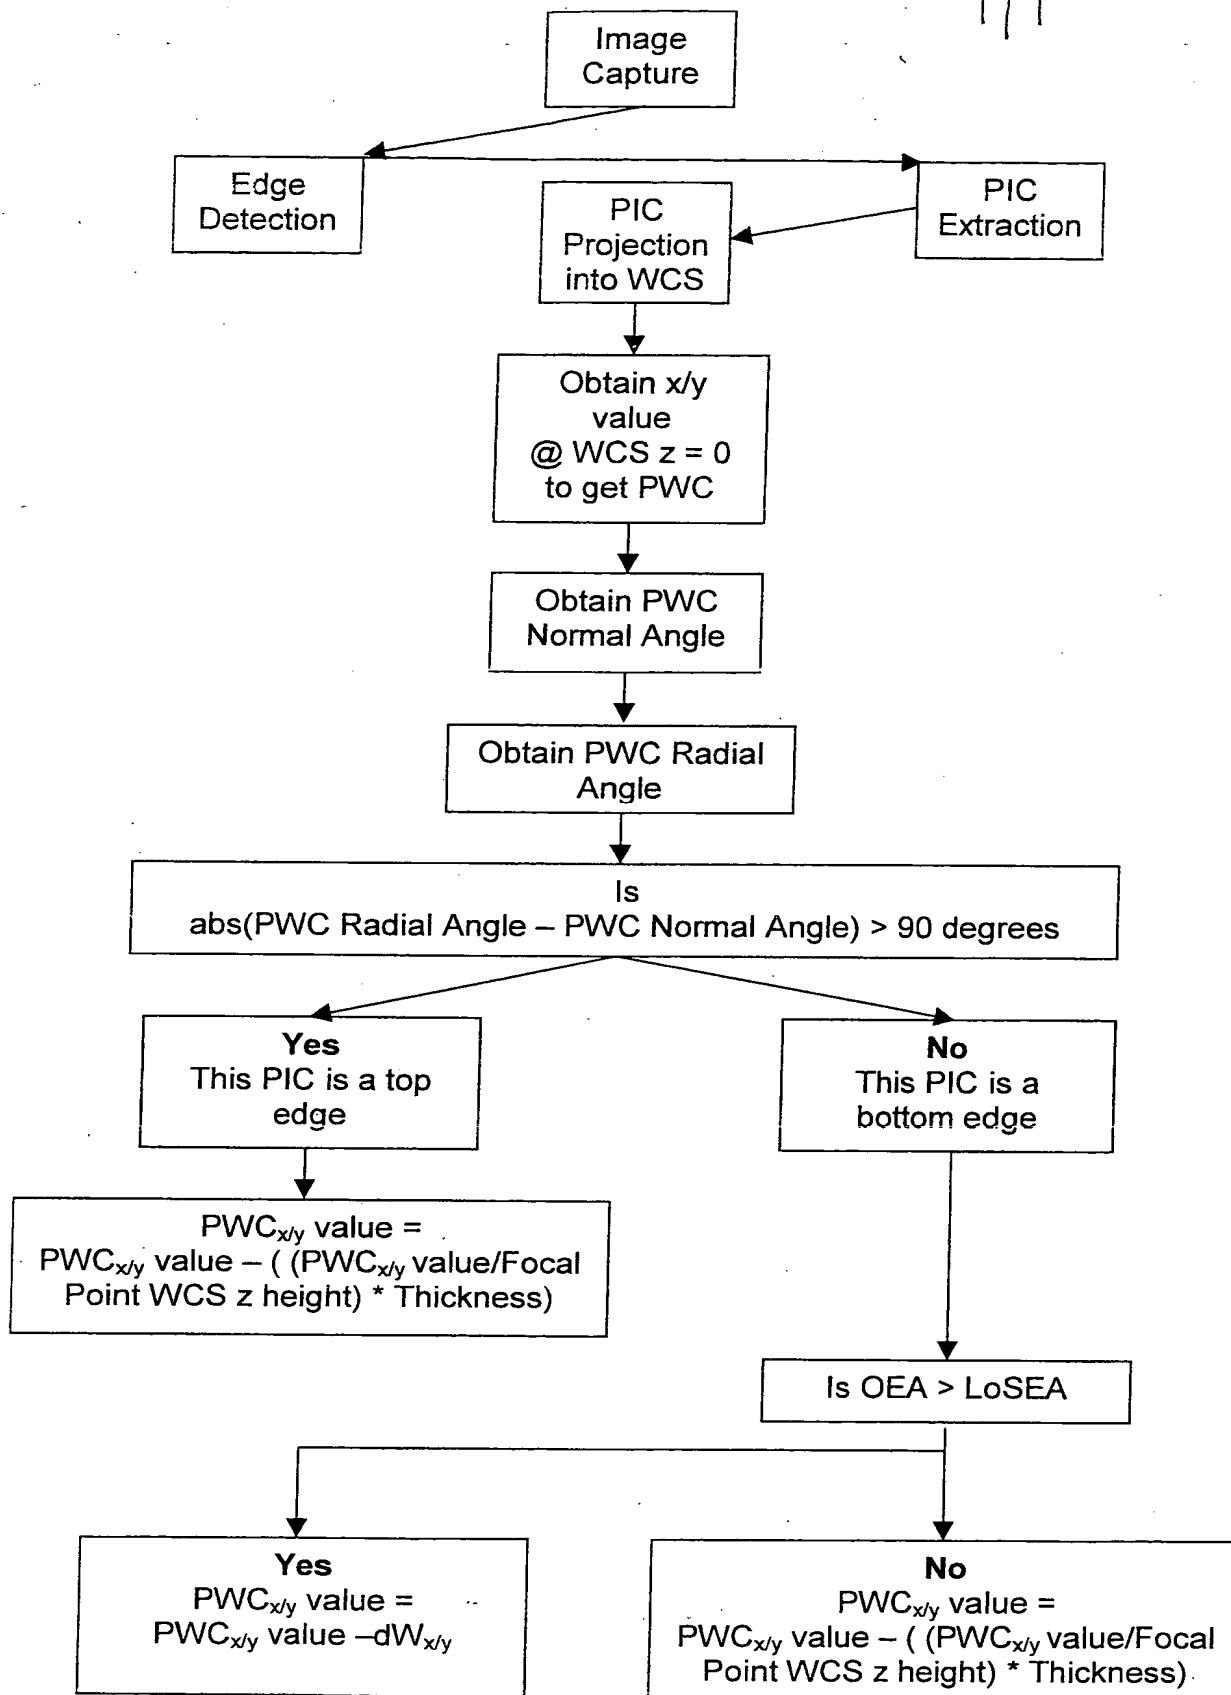 Image
Capture
Edge
Detection
PIC
Extraction
PIC
Projection
into WCS
Obtain x/y
value
@ WCS z = 0
to get PWC
Obtain PWC
Normal Angle
Obtain PWC Radial
Angle
Is
abs(PWC Radial Angle – PWC Normal Angle) > 90 degrees
Yes
This PIC is a top
edge
No
This PIC is a
bottom edge
PWCx/y value =
PWCx/y value – ( (PWCx/y value/Focal
Point WCS z height) * Thickness)
Is OEA > LoSEA
Yes
PWCx/y value =
PWCx/y value –dWx/y
No
PWCx/y value =
PWCx/y value – ( (PWCx/y value/Focal
Point WCS z height) * Thickness)